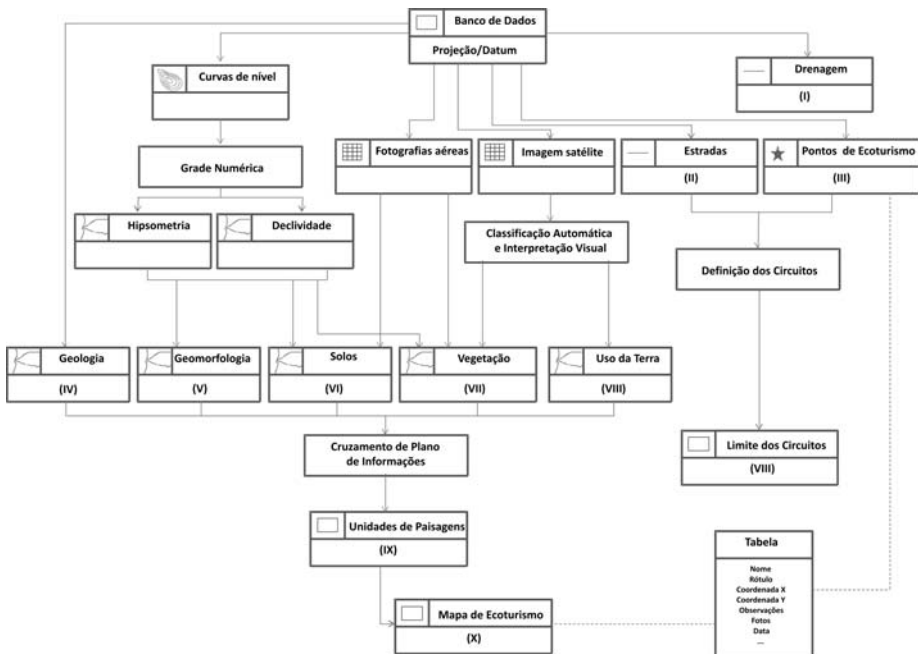 Banco de Dados
Projeção/Datum
Curvas de nível
Drenagem
(I)
Grade Numérica
Fotografias aéreas
Imagem satélite
Estradas
(II)
Pontos de Ecoturismo
(III)
Hipsometria
Declividade
Classificação Automática
e Interpretação Visual
Definição dos Circuitos
Geologia
(IV)
Geomorfologia
(V)
Solos
(VI)
Vegetação
(VII)
Uso da Terra
(VIII)
Cruzamento de Plano
de Informações
Limite dos Circuitos
(VIII)
Unidades de Paisagens
(IX)
Mapa de Ecoturismo
(X)
Tabela
Nome
Rótulo
Coordenada X
Coordenada Y
Observações
Fotos
Data
...